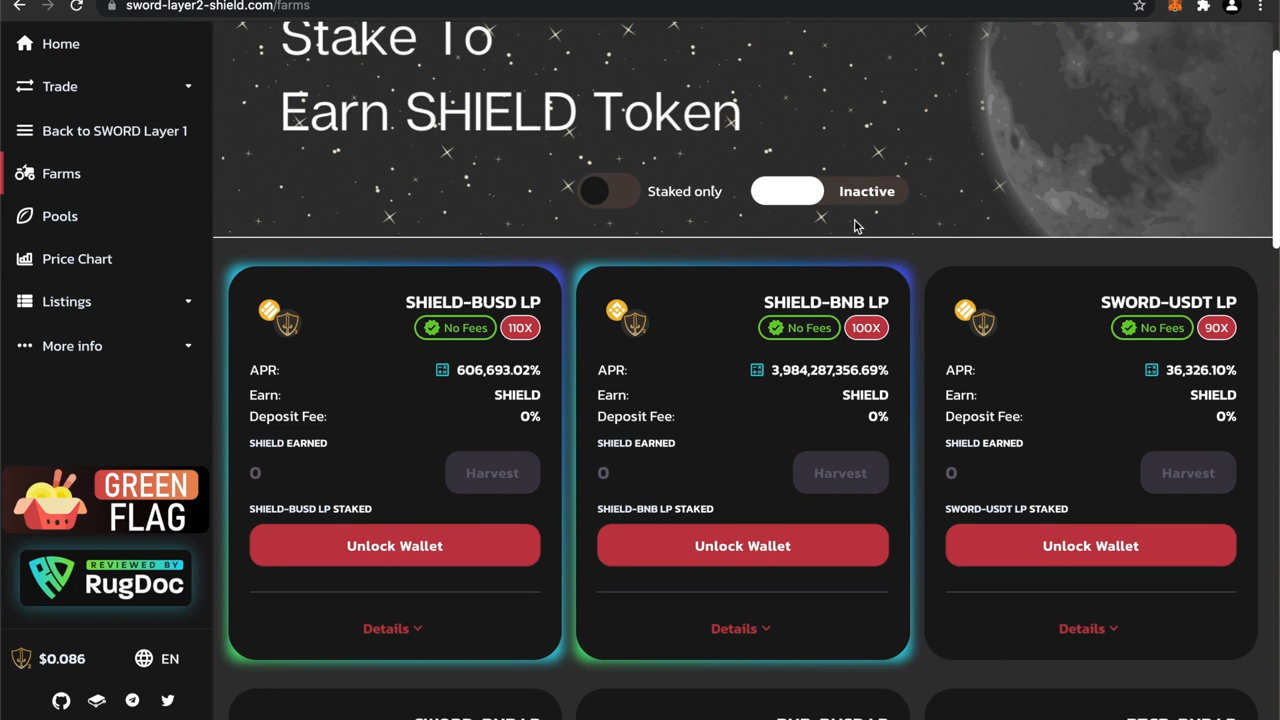 sword-layer2-shield.com/farms
Home
Trade
Back to SWORD Layer 1
Farms
Pools
Price Chart
Listings
More info
GREEN
FLAG
REVIEWED BY
RugDoc
$0.086
EN
Stake To
Earn SHIELD Token
Staked only
Inactive
SHIELD-BUSD LP
No Fees
110X
APR:
606,693.02%
Earn:
SHIELD
Deposit Fee:
0%
SHIELD EARNED
0
Harvest
SHIELD-BUSD LP STAKED
Unlock Wallet
Details
SHIELD-BNB LP
No Fees
100X
APR:
3,984,287,356.69%
Earn:
SHIELD
Deposit Fee:
0%
SHIELD EARNED
0
Harvest
SHIELD-BNB LP STAKED
Unlock Wallet
Details
SWORD-USDT LP
No Fees
90X
APR:
36,326.10%
Earn:
SHIELD
Deposit Fee:
0%
SHIELD EARNED
0
Harvest
SWORD-USDT LP STAKED
Unlock Wallet
Details